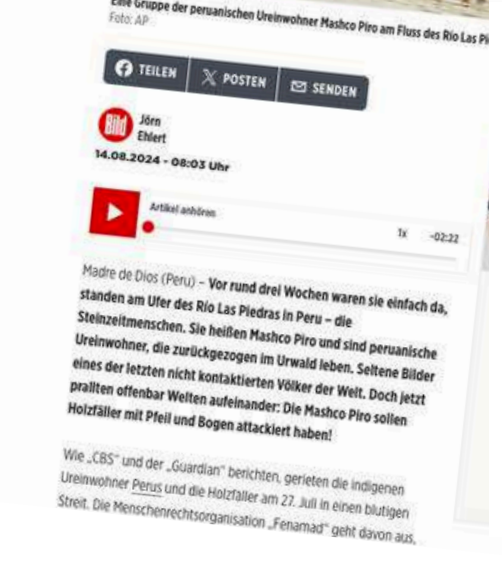 Eine Gruppe der peruanischen Ureinwohner Mashco Piro am Fluss des Río Las Pi
Foto: AP
TEILEN POSTEN SENDEN
Bild
Jörn
Ehlert
14.08.2024 - 08:03 Uhr
Artikel anhören
1x -02:22
Madre de Dios (Peru) – Vor rund drei Wochen waren sie einfach da,
standen am Ufer des Río Las Piedras in Peru – die
Steinzeitmenschen. Sie heißen Mashco Piro und sind peruanische
Ureinwohner, die zurückgezogen im Urwald leben. Seltene Bilder
eines der letzten nicht kontaktierten Völker der Welt. Doch jetzt
prallten offenbar Welten aufeinander: Die Mashco Piro sollen
Holzfäller mit Pfeil und Bogen attackiert haben!
Wie „CBS“ und der „Guardian“ berichten, gerieten die indigenen
Ureinwohner Perus und die Holzfäller am 27. Juli in einen blutigen
Streit. Die Menschenrechtsorganisation „Fenamad“ geht davon aus,